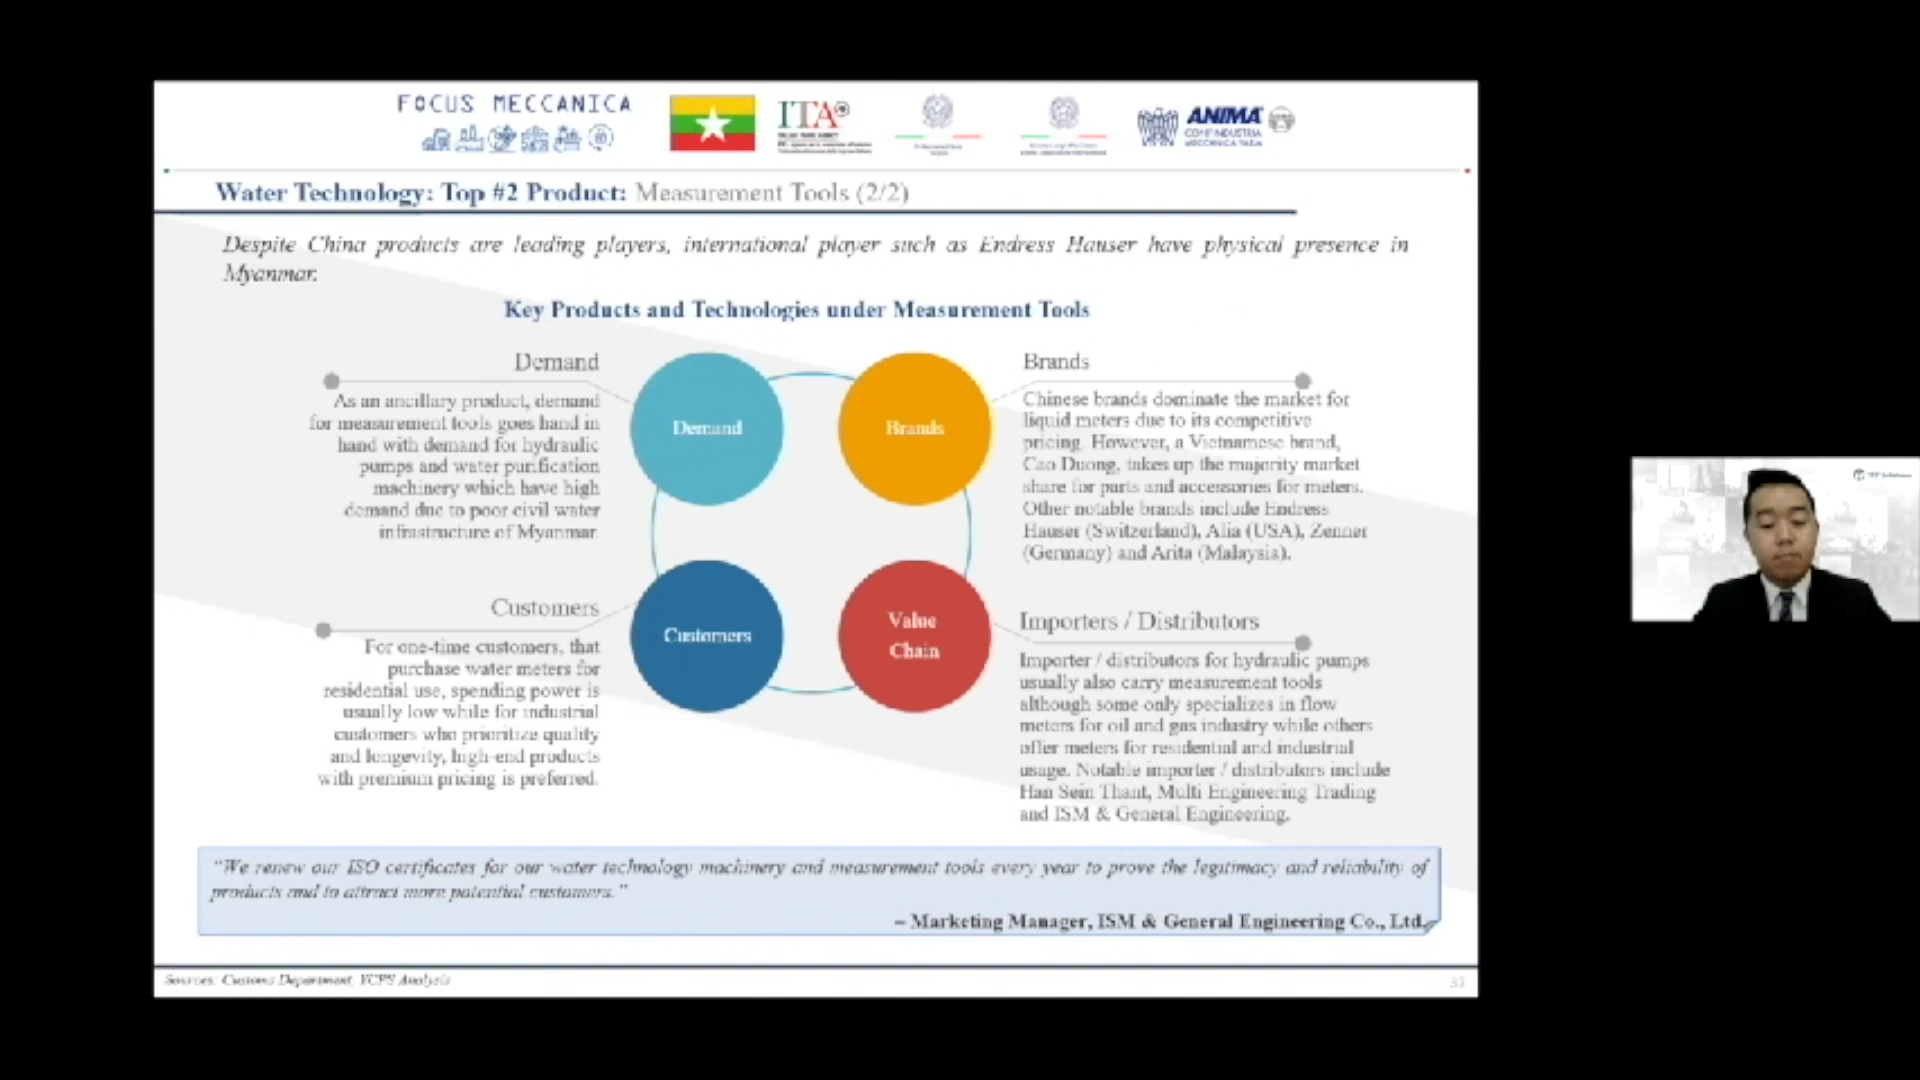 FOCUS MECCANICA
ITA
ANIMA
CONFINDUSTRIA
MECCANICA VARIA
Water Technology: Top #2 Product: Measurement Tools (2/2)
Despite China products are leading players, international player such as Endress Hauser have physical presence in
Myanmar.
Key Products and Technologies under Measurement Tools
Demand
As an ancillary product, demand
for measurement tools goes hand in
hand with demand for hydraulic
pumps and water purification
machinery which have high
demand due to poor civil water
infrastructure of Myanmar.
Demand
Brands
Brands
Chinese brands dominate the market for
liquid meters due to its competitive
pricing. However, a Vietnamese brand,
Cao Duong, takes up the majority market
share for parts and accessories for meters.
Other notable brands include Endress
Hauser (Switzerland), Alia (USA), Zenner
(Germany) and Arita (Malaysia).
Customers
For one-time customers, that
purchase water meters for
residential use, spending power is
usually low while for industrial
customers who prioritize quality
and longevity, high-end products
with premium pricing is preferred.
Customers
Value
Chain
Importers / Distributors
Importer / distributors for hydraulic pumps
usually also carry measurement tools
although some only specializes in flow
meters for oil and gas industry while others
offer meters for residential and industrial
usage. Notable importer / distributors include
Han Sein Thant, Multi Engineering Trading
and ISM & General Engineering.
"We renew our ISO certificates for our water technology machinery and measurement tools every year to prove the legitimacy and reliability of
products and to attract more potential customers."
– Marketing Manager, ISM & General Engineering Co., Ltd.
Sources: Customs Department, YCPS Analysis